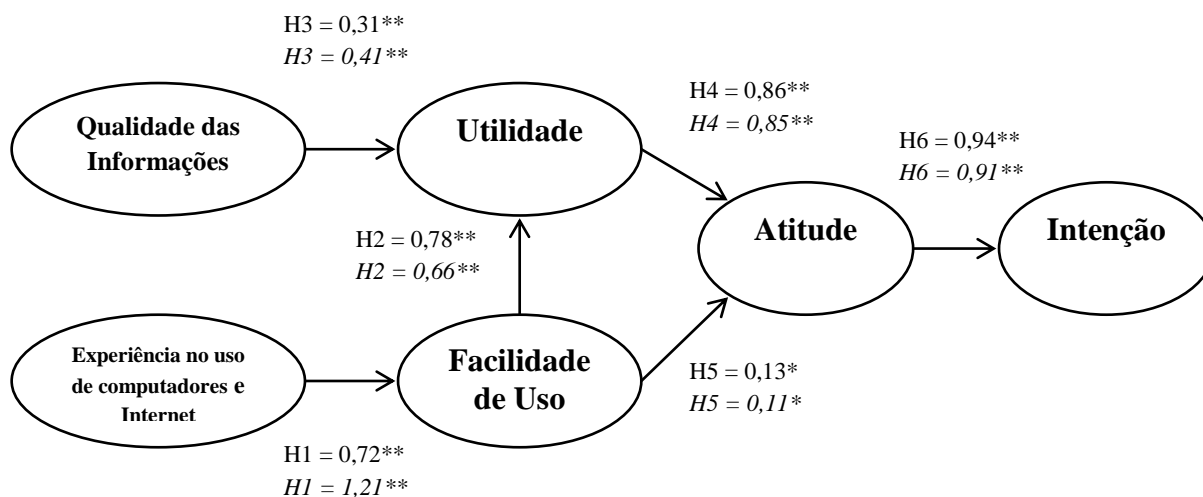 H3 = 0,31**
H3 = 0,41**
Qualidade das
Informações
Utilidade
H4 = 0,86**
H4 = 0,85**
H6 = 0,94**
H6 = 0,91**
Atitude
Intenção
H2 = 0,78**
H2 = 0,66**
Experiência no uso
de computadores e
Internet
Facilidade
de Uso
H5 = 0,13*
H5 = 0,11*
H1 = 0,72**
H1 = 1,21**